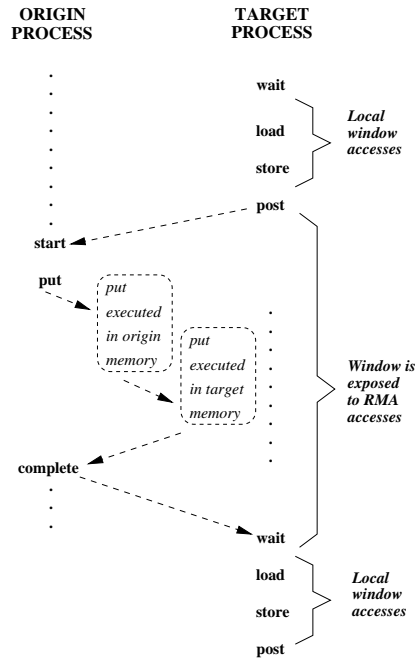 ORIGIN
PROCESS
TARGET
PROCESS
wait
load
store
Local
window
accesses
post
start
put
put
executed
in origin
memory
put
executed
in target
memory
Window is
exposed
to RMA
accesses
complete
wait
load
store
post
Local
window
accesses